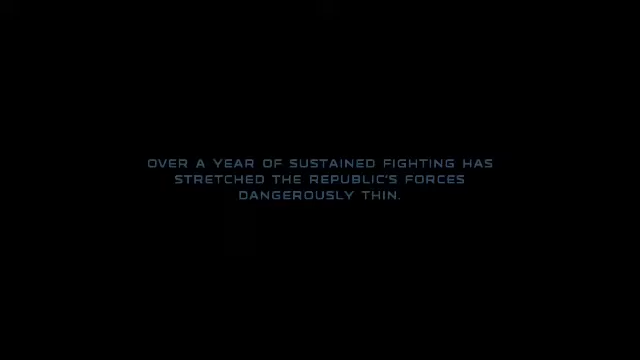 OVER A YEAR OF SUSTAINED FIGHTING HAS
STRETCHED THE REPUBLIC'S FORCES
DANGEROUSLY THIN.